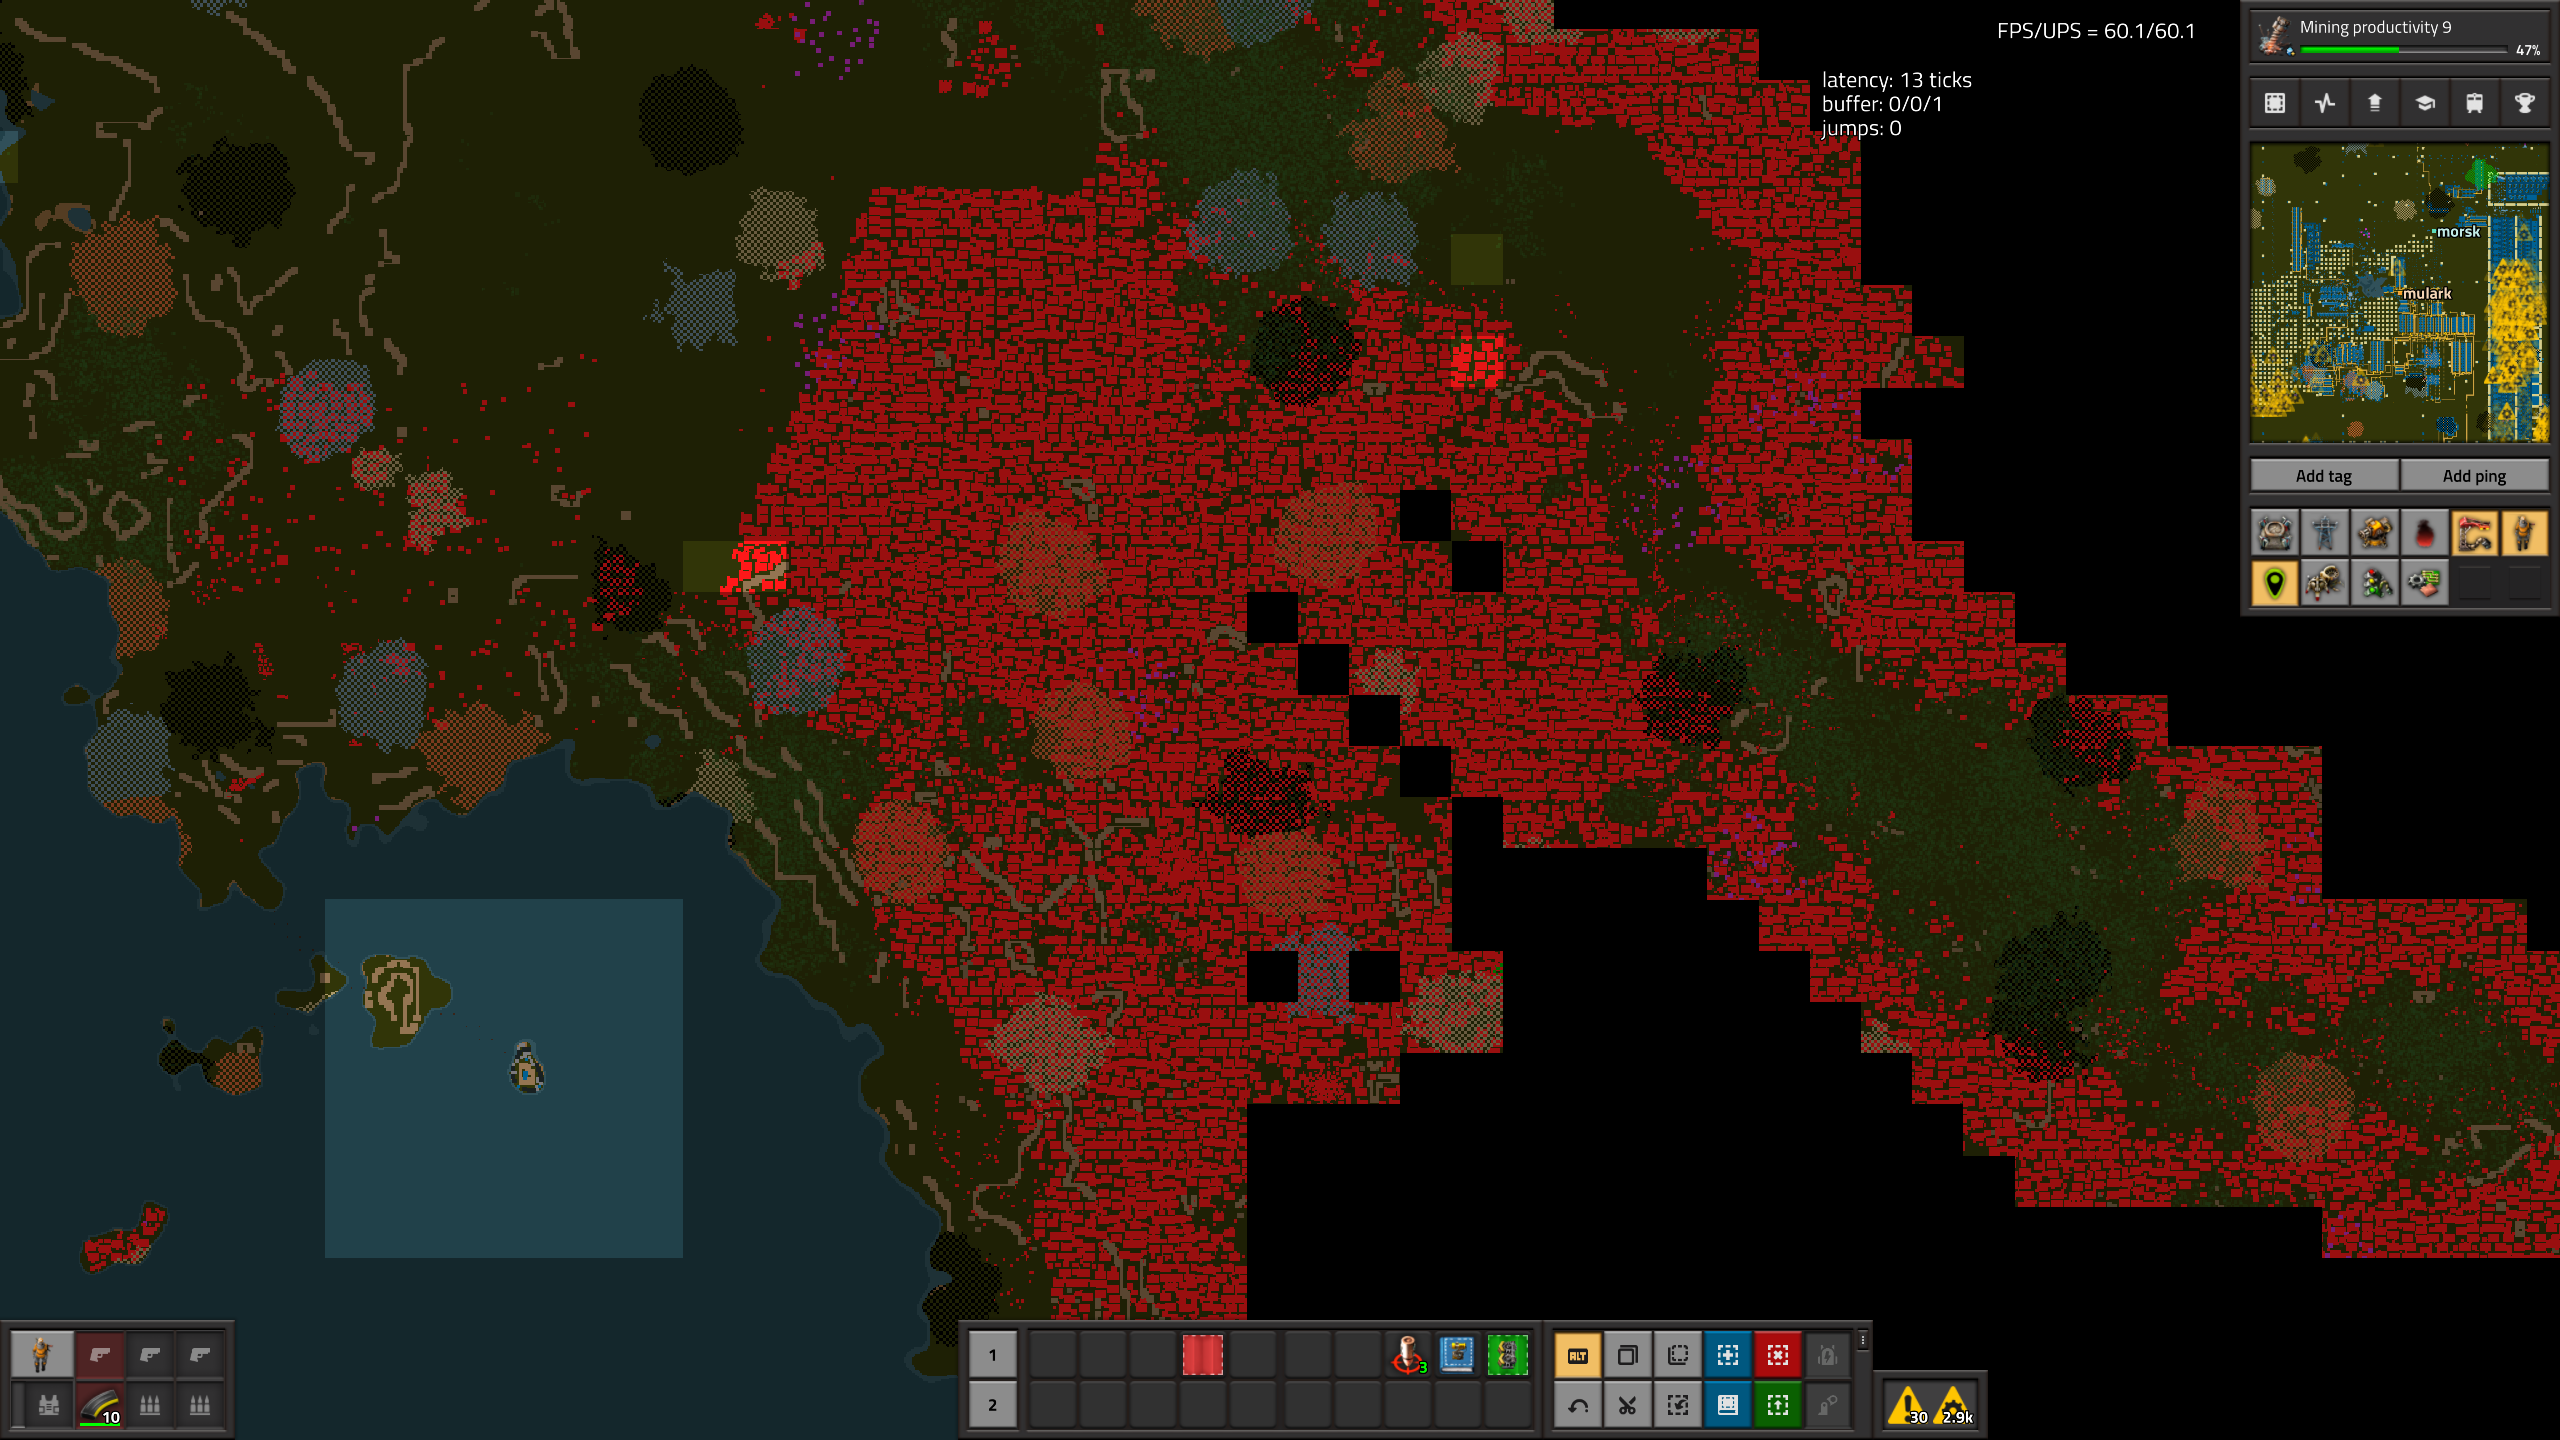 FPS/UPS = 60.1/60.1
latency: 13 ticks
buffer: 0/0/1
jumps: 0
Mining productivity 9
47%
morsk
mulark
Add tag
Add ping
1
3
ALT
2
10
30
2.9k